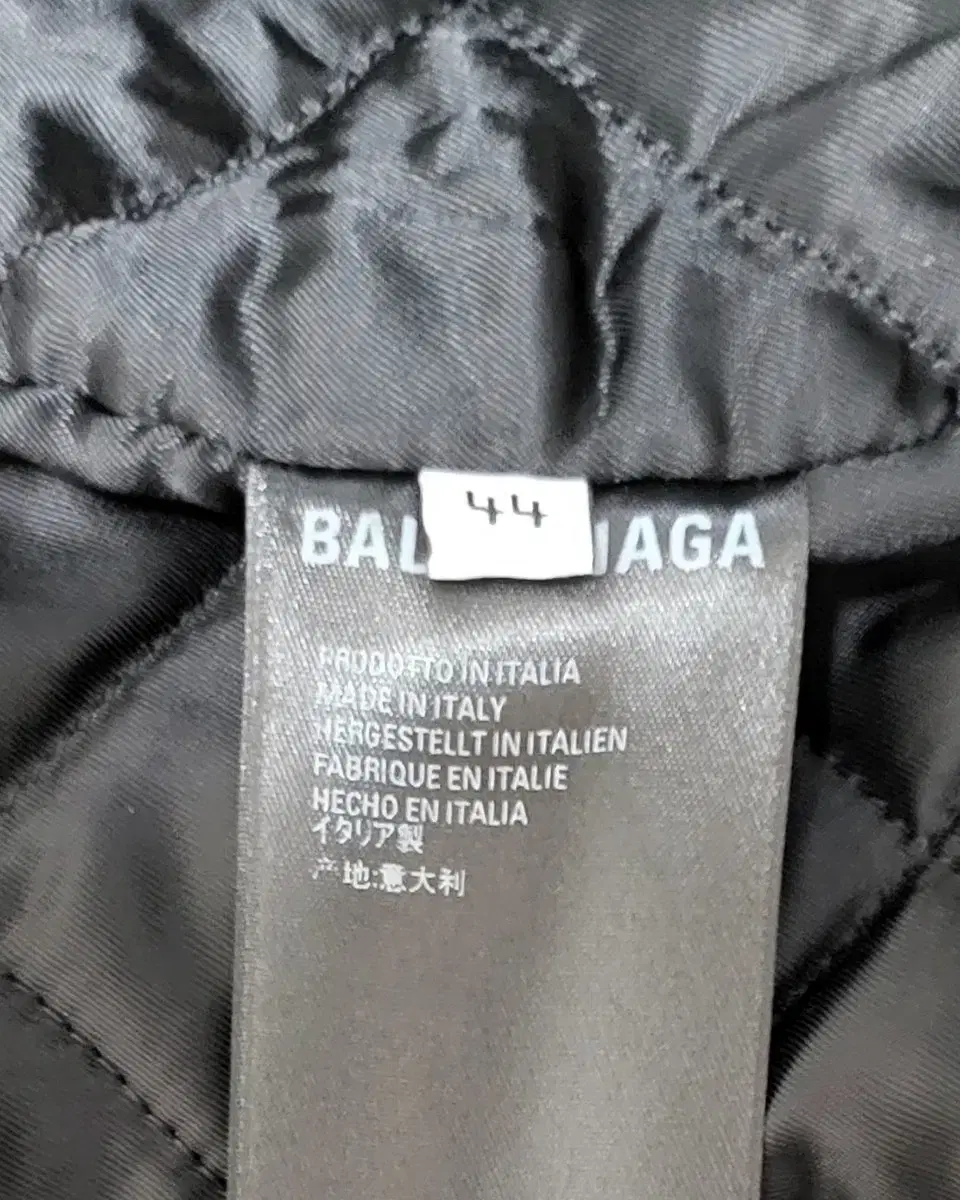 44
BAL IAGA
PRODOTTO IN ITALIA
MADE IN ITALY
HERGESTELLT IN ITALIEN
FABRIQUE EN ITALIE
HECHO EN ITALIA
イタリア製
产地:意大利